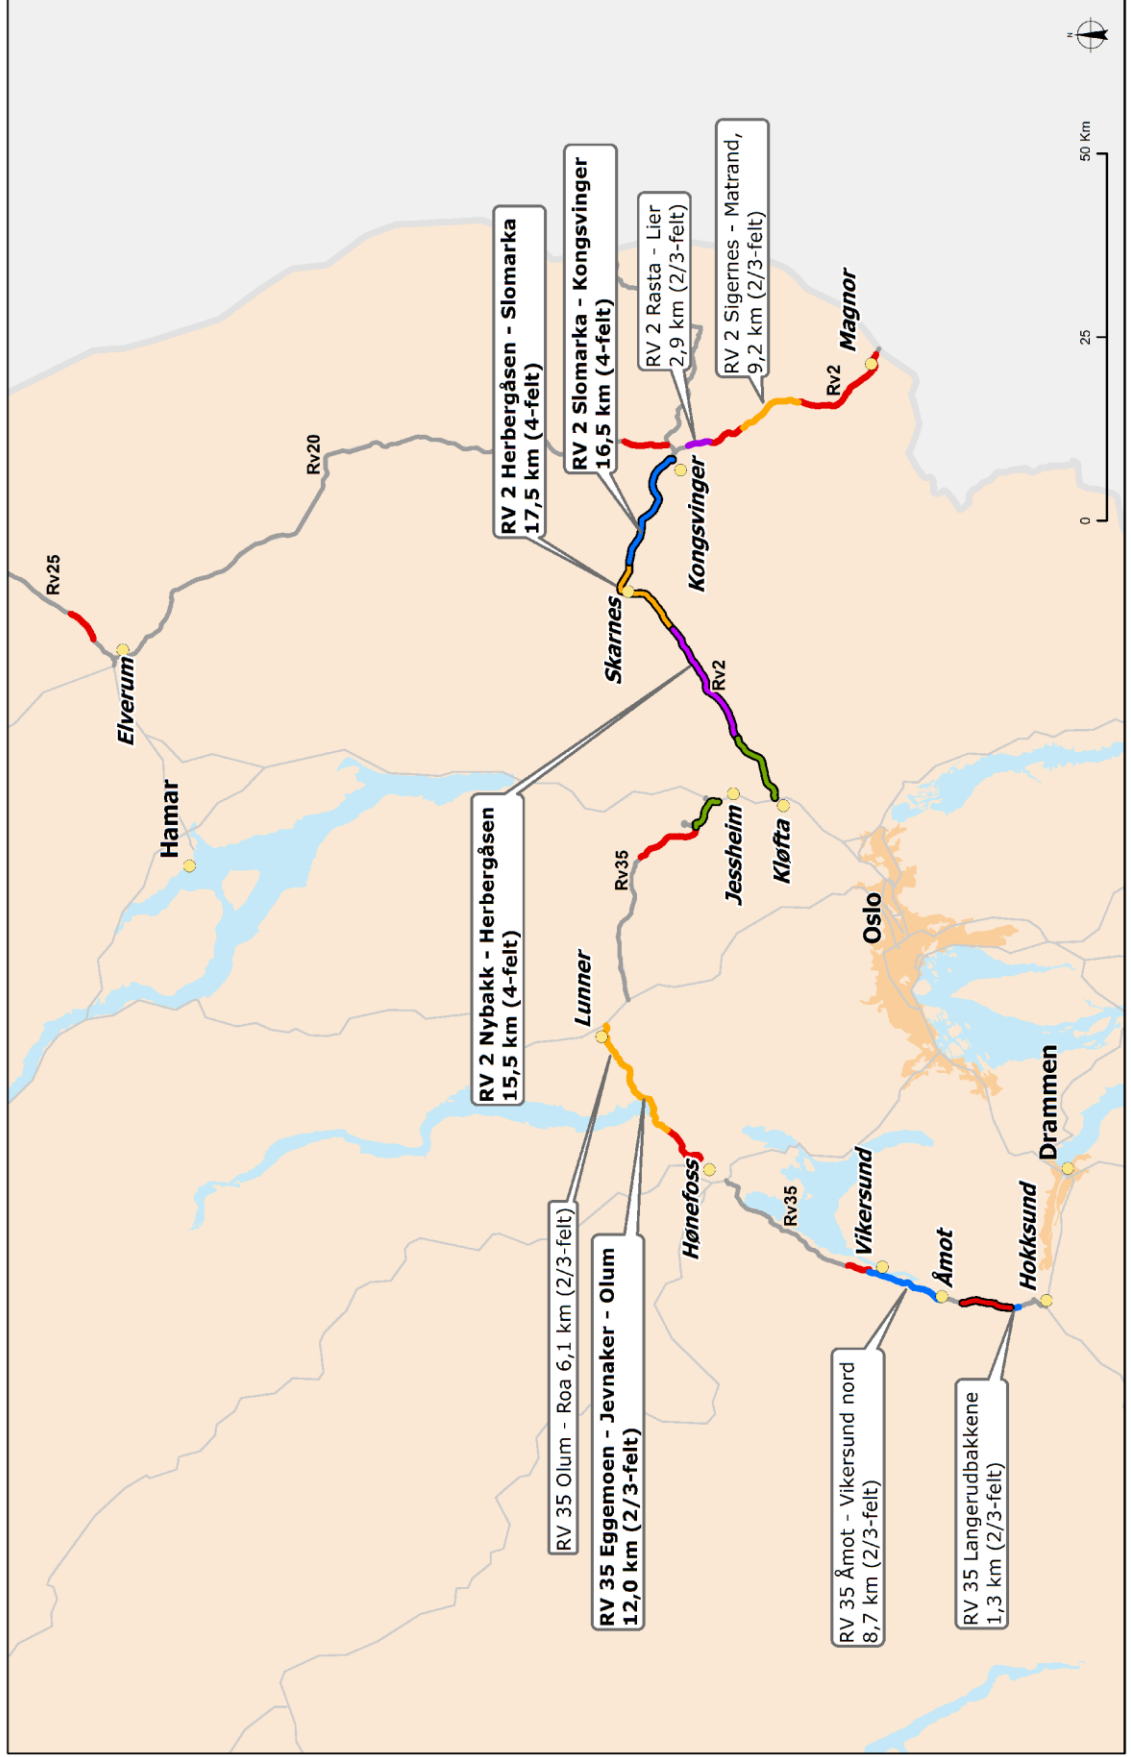 Rv25
Elverum
Hamar
Rv20
RV 2 Herbergåsen - Slomarka
17,5 km (4-felt)
RV 2 Slomarka - Kongsvinger
16,5 km (4-felt)
RV 2 Rasta - Lier
2,9 km (2/3-felt)
RV 2 Sigernes - Matrand,
9,2 km (2/3-felt)
RV 2 Nybakk - Herbergåsen
15,5 km (4-felt)
RV 35 Olum - Roa 6,1 km (2/3-felt)
RV 35 Eggemoen - Jevnaker - Olum
12,0 km (2/3-felt)
Lunner
Rv35
Skarnes
Kongsvinger
Rv2
Magnor
Rv2
Jessheim
Kløfta
Hønefoss
Rv35
Oslo
Vikersund
RV 35 Åmot - Vikersund nord
8,7 km (2/3-felt)
Åmot
RV 35 Langerudbakkene
1,3 km (2/3-felt)
Hokksund
Drammen
0
25
50 Km
N